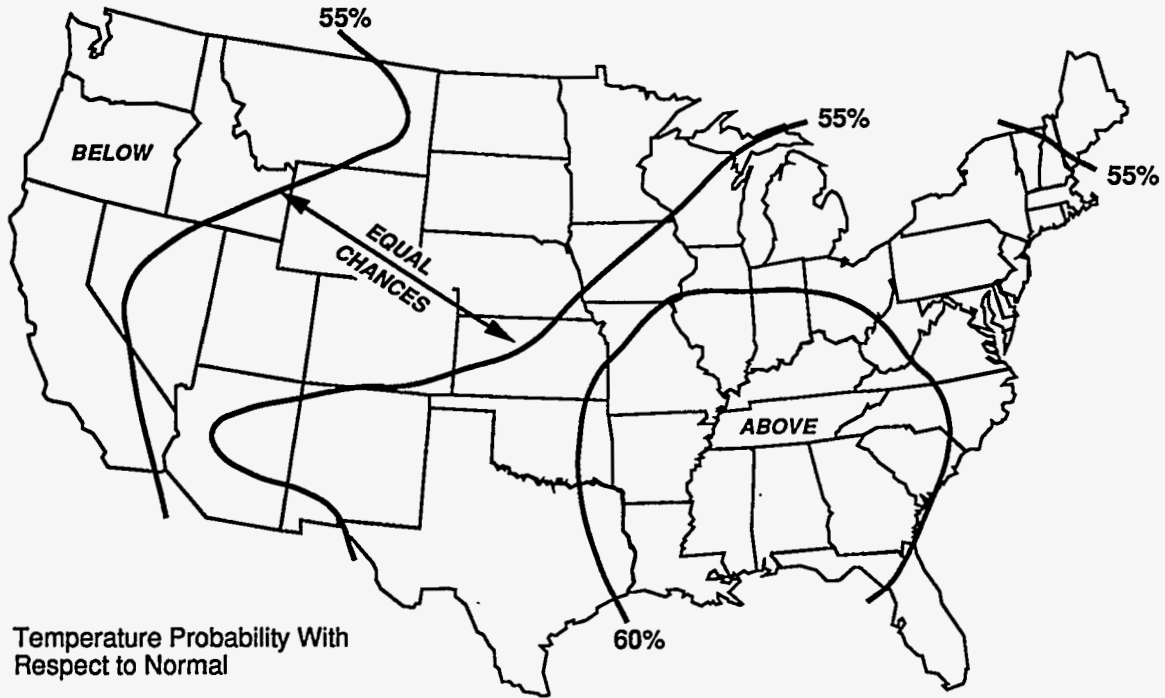 55%
55%
BELOW
55%
EQUAL
CHANCES
ABOVE
60%
Temperature Probability With
Respect to Normal